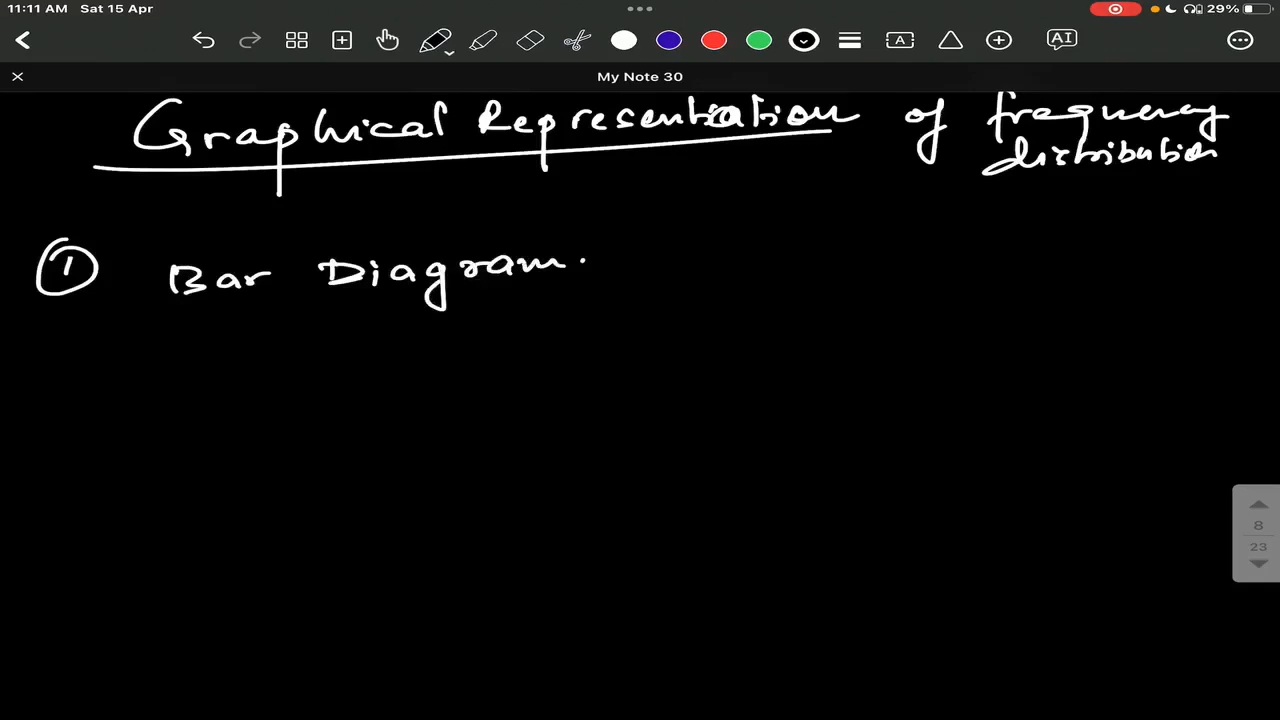 11:11 AM Sat 15 Apr
29%
A
AI
My Note 30
Graphical Representation of frequency
distribution
1 Bar Diagram.
8
23